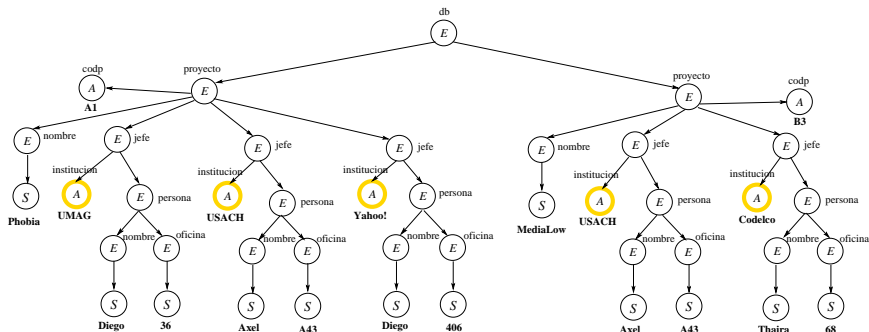 db
E
proyecto
proyecto
codp
codp
A
E
E
A
A1
B3
E nombre
E jefe
E jefe
E jefe
E nombre
E jefe
E jefe
institucion
institucion
institucion
institucion
institucion
S
A
E persona
A
E persona
A
E persona
S
A
E persona
A
E persona
Phobia
UMAG
USACH
Yahoo!
MediaLow
USACH
Codelco
nombre
oficina
nombre
oficina
nombre
oficina
nombre
oficina
nombre
oficina
E
E
E
E
E
E
E
E
E
E
S
S
S
S
S
S
S
S
S
S
Diego
36
Axel
A43
Diego
406
Axel
A43
Thaira
68